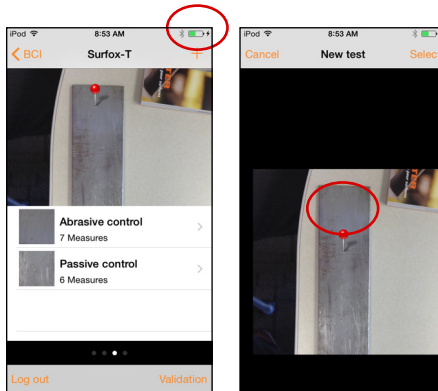 iPod 8:53 AM
BCI Surfox-T +
Abrasive control
7 Measures
Passive control
6 Measures
Log out Validation
iPod 8:53 AM
Cancel New test Select